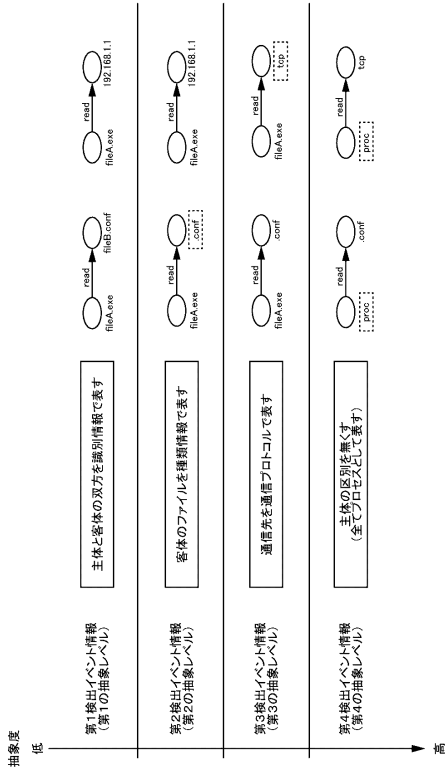 抽象度
低
第1検出イベント情報
(第1の抽象レベル)
主体と客体の双方を識別情報で表す
read
fileA.exe
fileB.conf
read
fileA.exe
192.168.1.1
第2検出イベント情報
(第2の抽象レベル)
客体のファイルを種類情報で表す
read
fileA.exe
.conf
read
fileA.exe
192.168.1.1
第3検出イベント情報
(第3の抽象レベル)
通信先を通信プロトコルで表す
read
fileA.exe
.conf
read
fileA.exe
tcp
第4検出イベント情報
(第4の抽象レベル)
主体の区別を無くす
(全てプロセスとして表す)
read
proc
.conf
read
proc
tcp
高